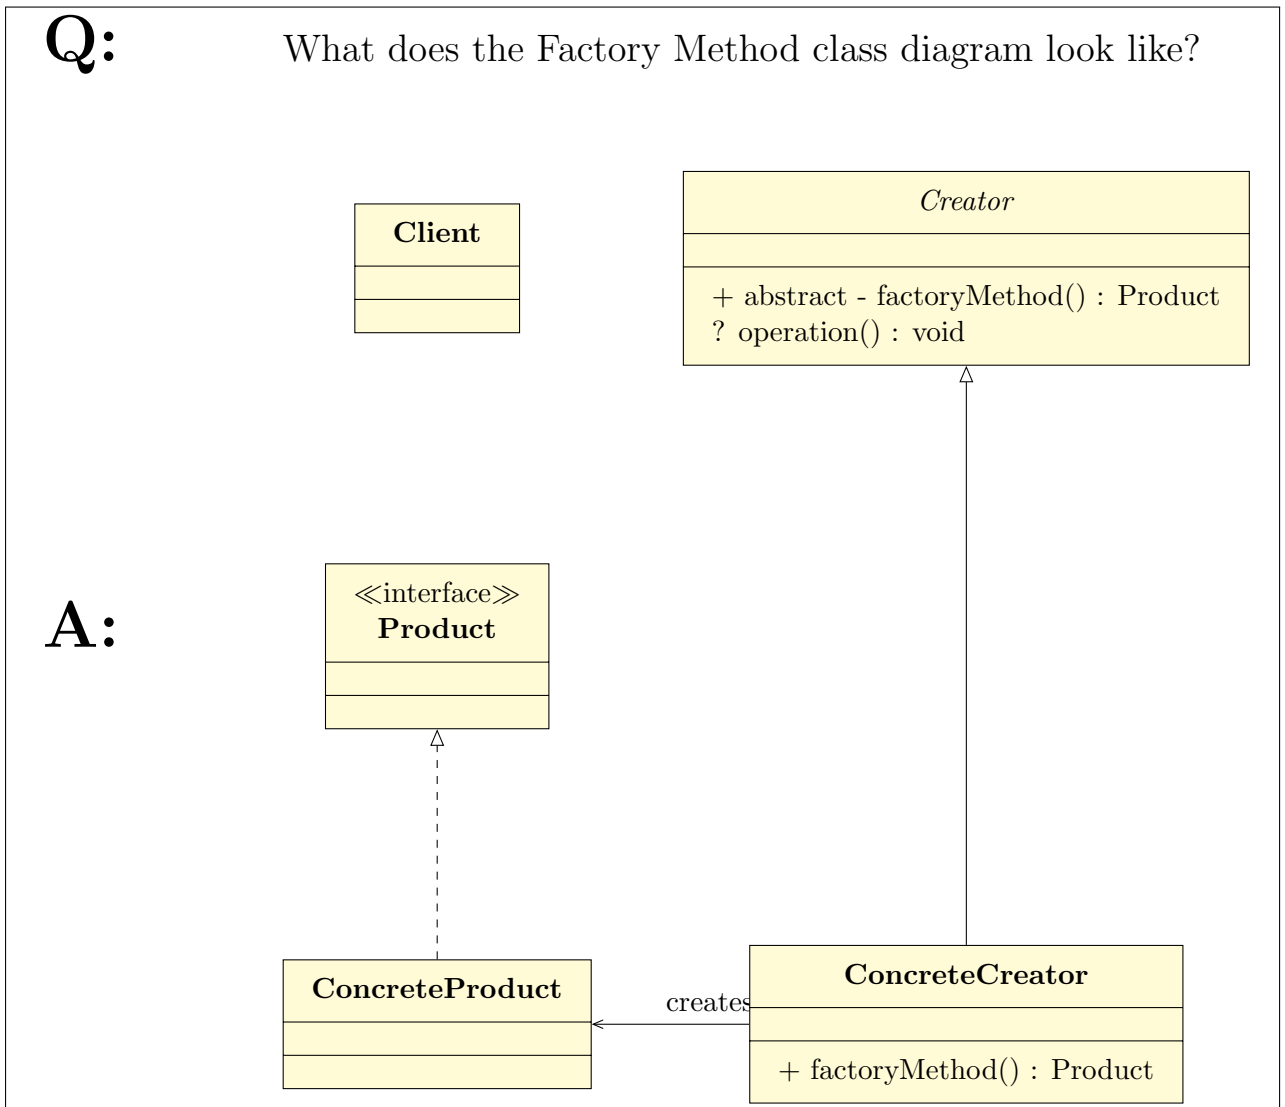 Q: What does the Factory Method class diagram look like?
Client
Creator
+ abstract - factoryMethod() : Product
? operation() : void
A:
≪interface≫
Product
ConcreteProduct
creates
ConcreteCreator
+ factoryMethod() : Product